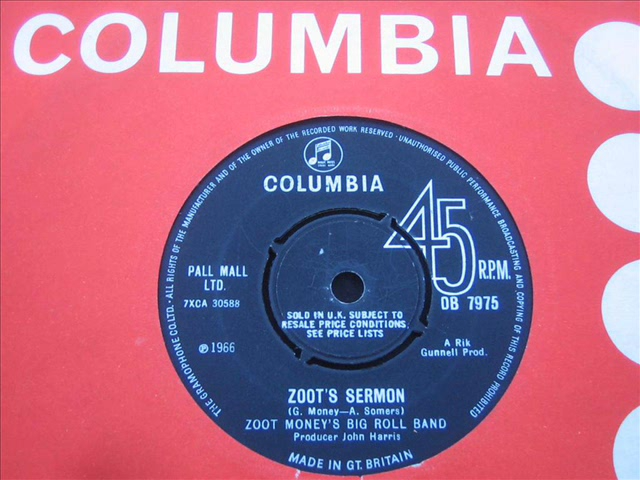 COLUMBIA
THE GRAMOPHONE CO.LTD. · ALL RIGHTS OF THE MANUFACTURER AND OF THE OWNER OF THE RECORDED WORK RESERVED · UNAUTHORISED PUBLIC PERFORMANCE BROADCASTING AND COPYING OF THIS RECORD PROHIBITED
COLUMBIA
45
R.P.M.
PALL MALL
LTD.
7XCA 30588
DB 7975
SOLD IN U.K. SUBJECT TO
RESALE PRICE CONDITIONS,
SEE PRICE LISTS
℗ 1966
A Rik
Gunnell Prod.
ZOOT'S SERMON
(G. Money—A. Somers)
ZOOT MONEY'S BIG ROLL BAND
Producer John Harris
MADE IN GT. BRITAIN